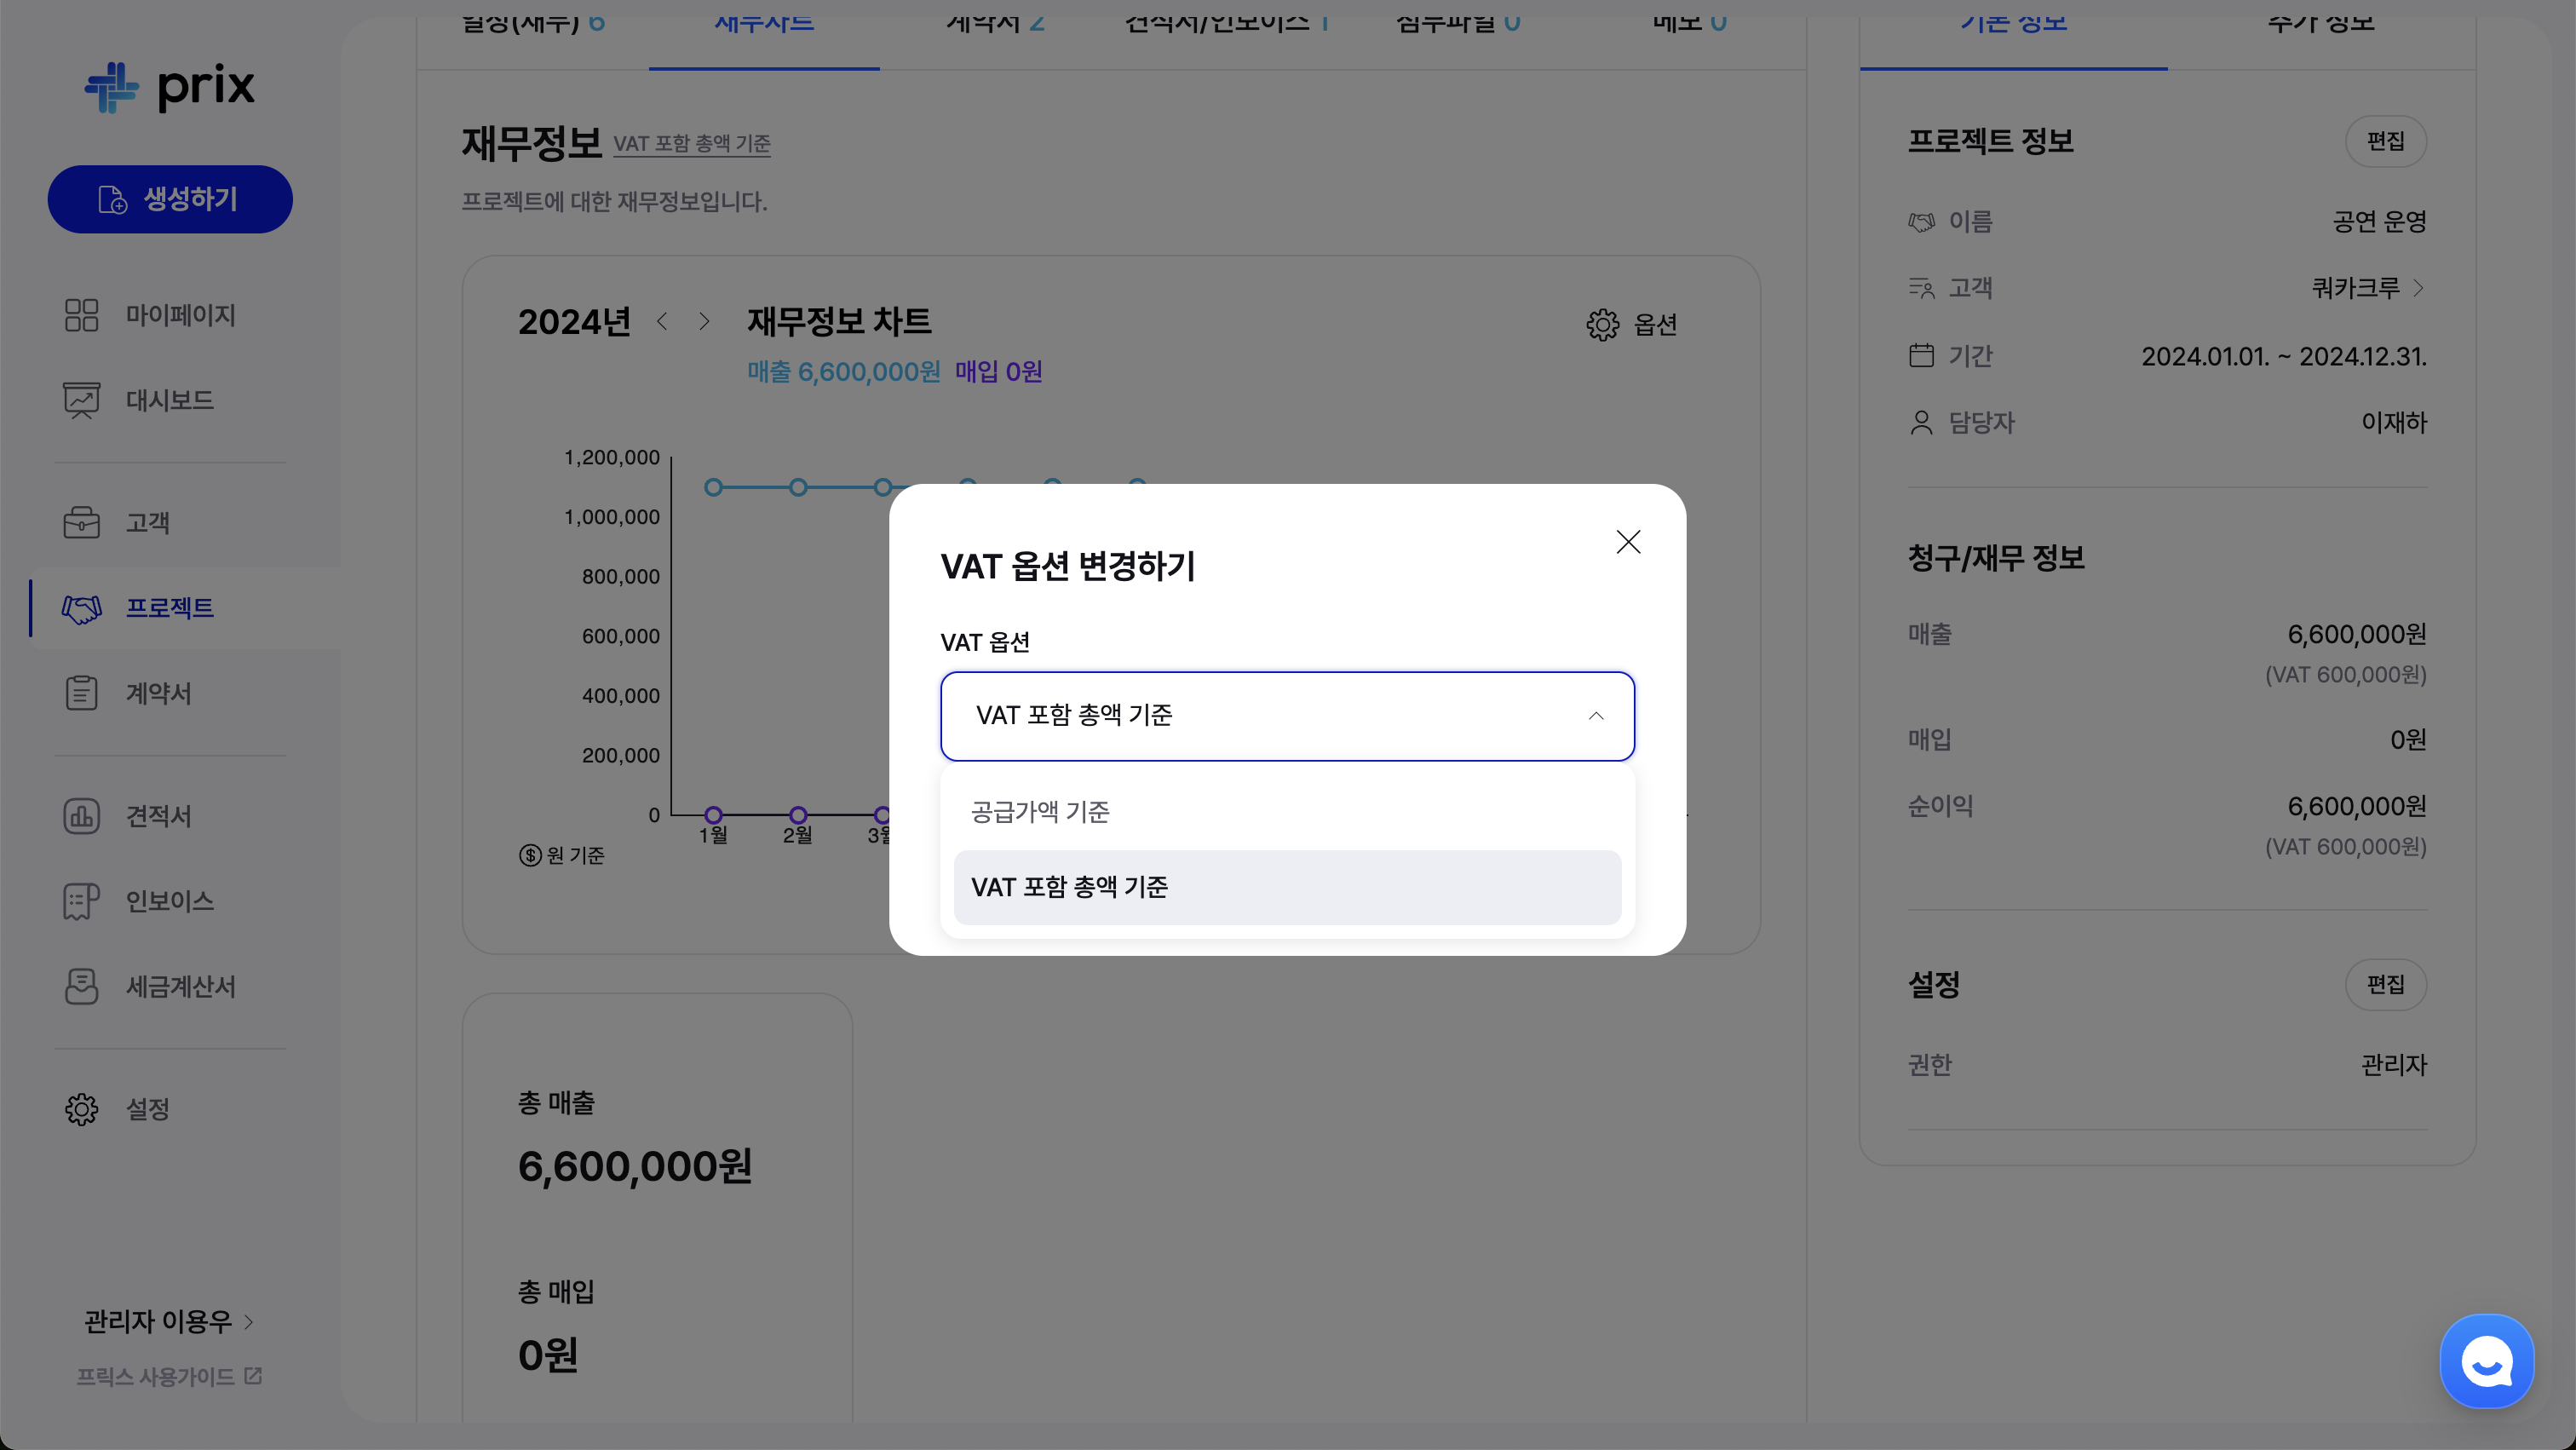 prix
생성하기
마이페이지
대시보드
고객
프로젝트
계약서
견적서
인보이스
세금계산서
설정
관리자 이용우
프릭스 사용가이드
일정(재무) 6
재무차트
계약서 2
견적서/인보이스 1
첨부파일 0
메모 0
재무정보 VAT 포함 총액 기준
프로젝트에 대한 재무정보입니다.
2024년
재무정보 차트
옵션
매출 6,600,000원 매입 0원
1,200,000
1,000,000
800,000
600,000
400,000
200,000
0
1월
2월
원 기준
VAT 옵션 변경하기
VAT 옵션
VAT 포함 총액 기준
공급가액 기준
VAT 포함 총액 기준
총 매출
6,600,000원
총 매입
0원
기본 정보
추가 정보
프로젝트 정보
편집
이름
공연 운영
고객
쿼카크루
기간
2024.01.01. ~ 2024.12.31.
담당자
이재하
청구/재무 정보
매출
6,600,000원
(VAT 600,000원)
매입
0원
순이익
6,600,000원
(VAT 600,000원)
설정
편집
권한
관리자